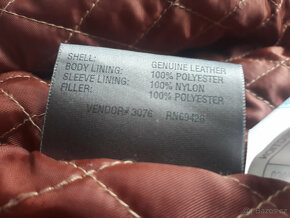 SHELL: GENUINE LEATHER
BODY LINING: 100% POLYESTER
SLEEVE LINING: 100% NYLON
FILLER: 100% POLYESTER
VENDOR# 3076 RN69426